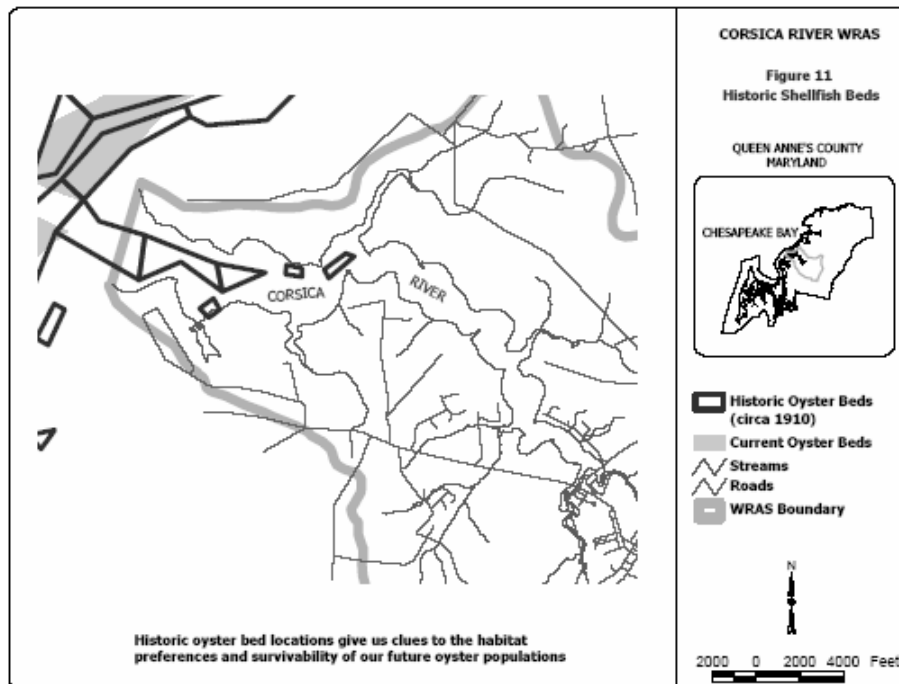 CORSICA RIVER WRAS
Figure 11
Historic Shellfish Beds
QUEEN ANNE'S COUNTY
MARYLAND
CHESAPEAKE BAY
CORSICA
RIVER
Historic Oyster Beds
(circa 1910)
Current Oyster Beds
Streams
Roads
WRAS Boundary
N
2000 0 2000 4000 Feet
Historic oyster bed locations give us clues to the habitat
preferences and survivability of our future oyster populations